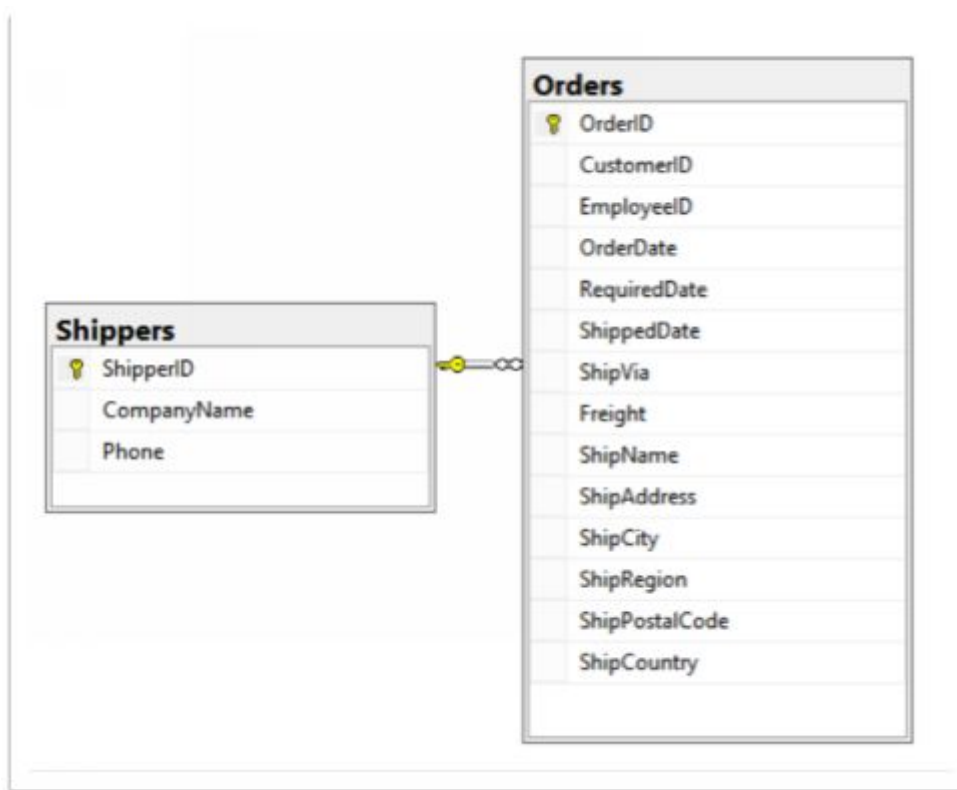 Shippers
ShipperID
CompanyName
Phone
Orders
OrderID
CustomerID
EmployeeID
OrderDate
RequiredDate
ShippedDate
ShipVia
Freight
ShipName
ShipAddress
ShipCity
ShipRegion
ShipPostalCode
ShipCountry